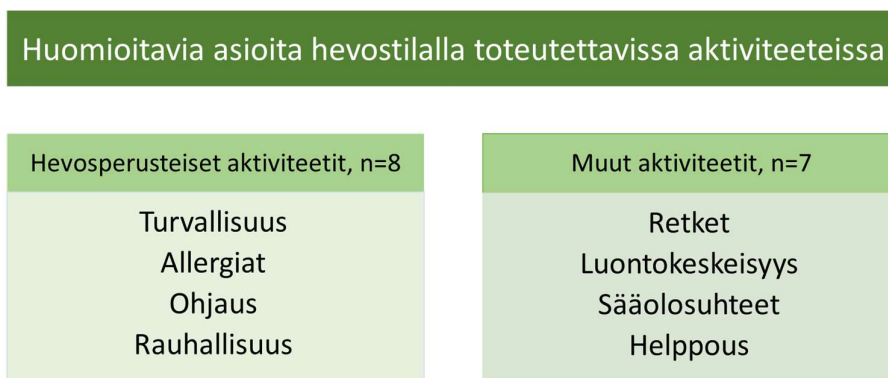 Huomioitavia asioita hevostilalla toteutettavissa aktiviteeteissa
Hevosperusteiset aktiviteetit, n=8
Turvallisuus
Allergiat
Ohjaus
Rauhallisuus
Muut aktiviteetit, n=7
Retket
Luontokeskeisyys
Sääolosuhteet
Helppous